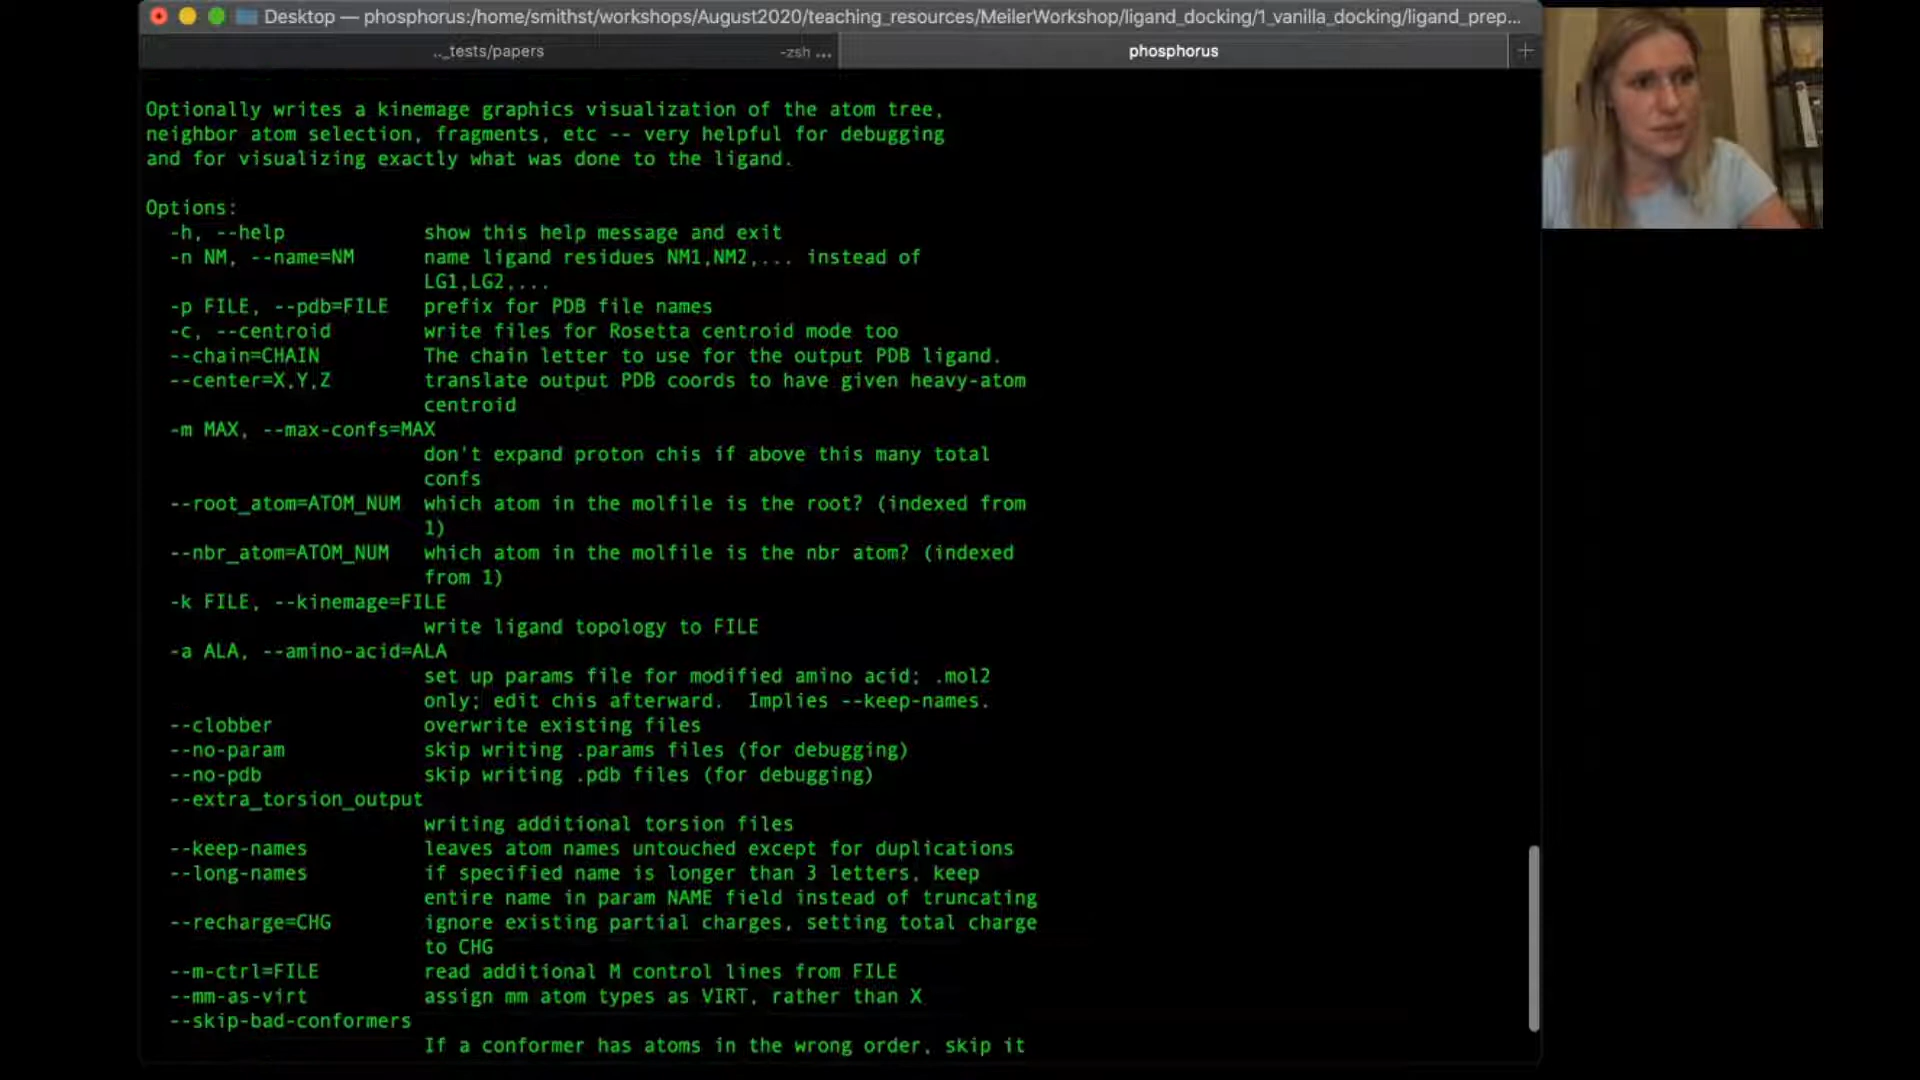 Desktop — phosphorus:/home/smithst/workshops/August2020/teaching_resources/MeilerWorkshop/ligand_docking/1_vanilla_docking/ligand_prep...
.._tests/papers -zsh ... phosphorus +
Optionally writes a kinemage graphics visualization of the atom tree,
neighbor atom selection, fragments, etc -- very helpful for debugging
and for visualizing exactly what was done to the ligand.
Options:
-h, --help show this help message and exit
-n NM, --name=NM name ligand residues NM1,NM2,... instead of
LG1,LG2,...
-p FILE, --pdb=FILE prefix for PDB file names
-c, --centroid write files for Rosetta centroid mode too
--chain=CHAIN The chain letter to use for the output PDB ligand.
--center=X,Y,Z translate output PDB coords to have given heavy-atom
centroid
-m MAX, --max-confs=MAX
don't expand proton chis if above this many total
confs
--root_atom=ATOM_NUM which atom in the molfile is the root? (indexed from
1)
--nbr_atom=ATOM_NUM which atom in the molfile is the nbr atom? (indexed
from 1)
-k FILE, --kinemage=FILE
write ligand topology to FILE
-a ALA, --amino-acid=ALA
set up params file for modified amino acid; .mol2
only; edit chis afterward. Implies --keep-names.
--clobber overwrite existing files
--no-param skip writing .params files (for debugging)
--no-pdb skip writing .pdb files (for debugging)
--extra_torsion_output
writing additional torsion files
--keep-names leaves atom names untouched except for duplications
--long-names if specified name is longer than 3 letters, keep
entire name in param NAME field instead of truncating
--recharge=CHG ignore existing partial charges, setting total charge
to CHG
--m-ctrl=FILE read additional M control lines from FILE
--mm-as-virt assign mm atom types as VIRT, rather than X
--skip-bad-conformers
If a conformer has atoms in the wrong order, skip it